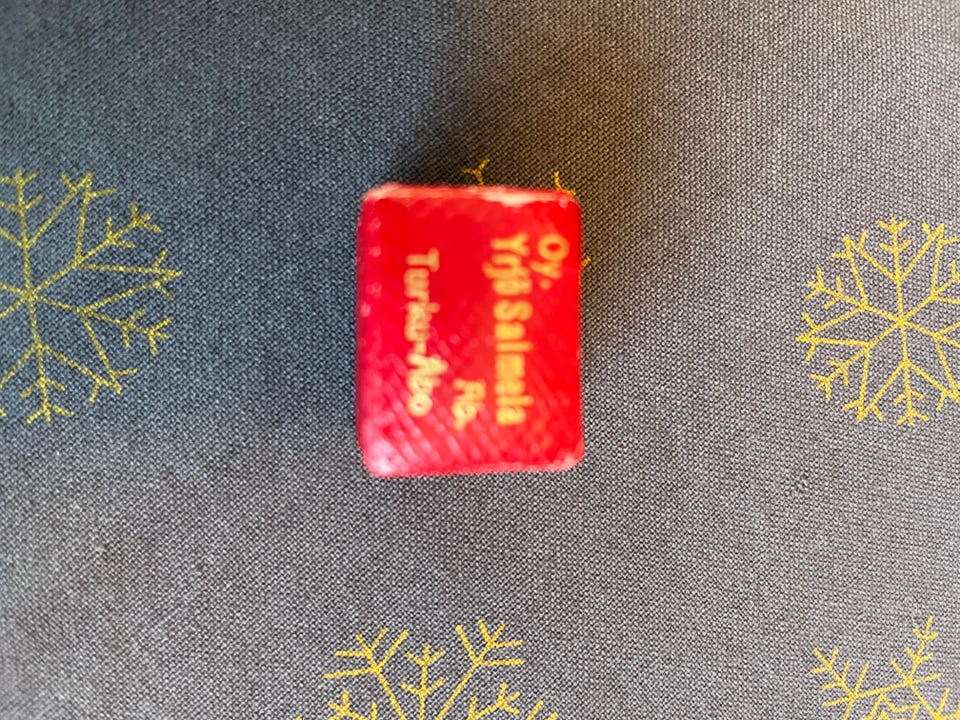 Oy.
Yrjö Salmela
Ab.
Turku-Åbo